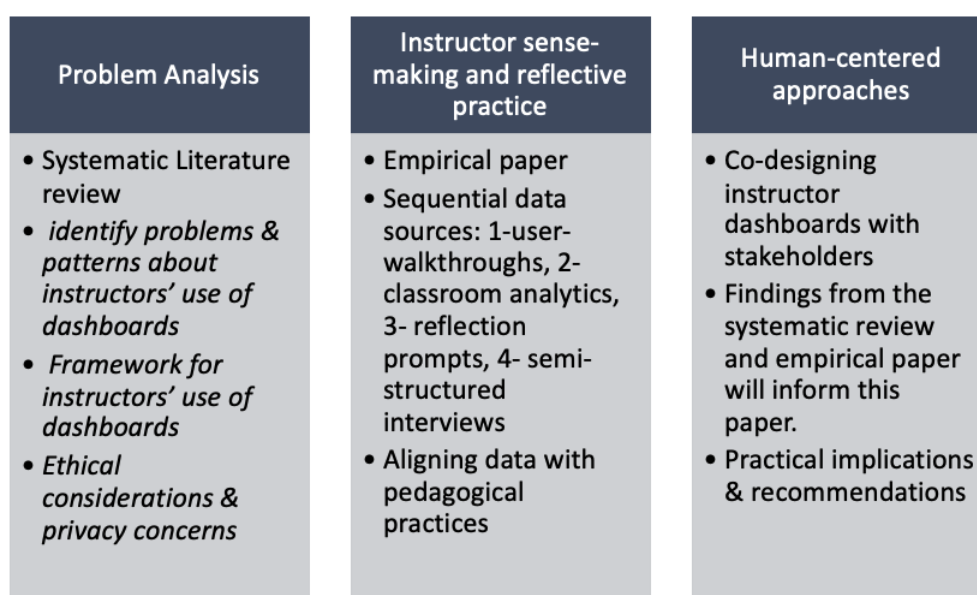 Problem Analysis
• Systematic Literature
review
• identify problems &
patterns about
instructors’ use of
dashboards
• Framework for
instructors’ use of
dashboards
• Ethical
considerations &
privacy concerns
Instructor sense-
making and reflective
practice
• Empirical paper
• Sequential data
sources: 1-user-
walkthroughs, 2-
classroom analytics,
3- reflection
prompts, 4- semi-
structured
interviews
• Aligning data with
pedagogical
practices
Human-centered
approaches
• Co-designing
instructor
dashboards with
stakeholders
• Findings from the
systematic review
and empirical paper
will inform this
paper.
• Practical implications
& recommendations